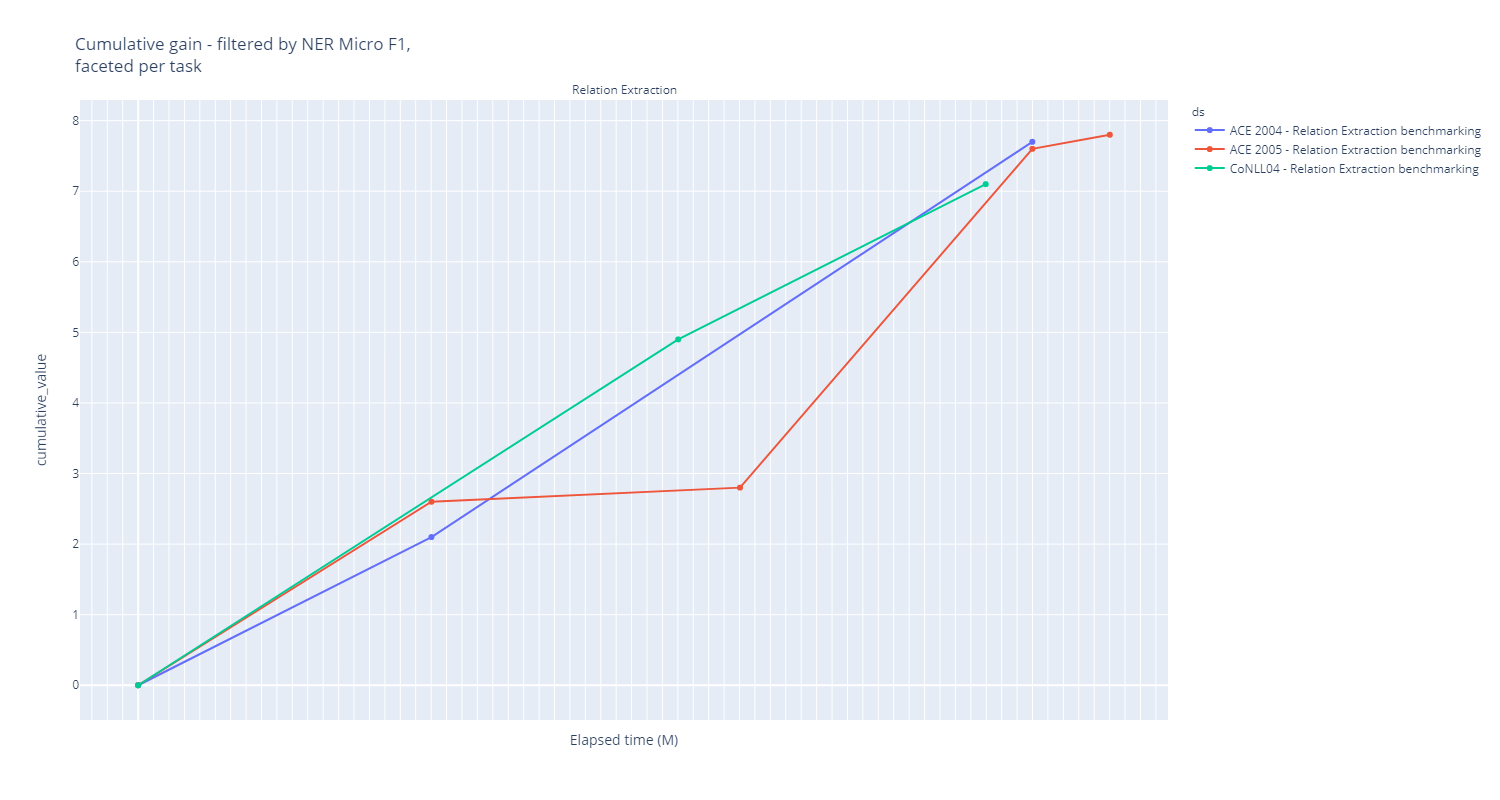 Cumulative gain - filtered by NER Micro F1,
faceted per task
Relation Extraction
8
7
6
5
4
3
2
1
0
cumulative_value
Elapsed time (M)
ds
ACE 2004 - Relation Extraction benchmarking
ACE 2005 - Relation Extraction benchmarking
CoNLL04 - Relation Extraction benchmarking